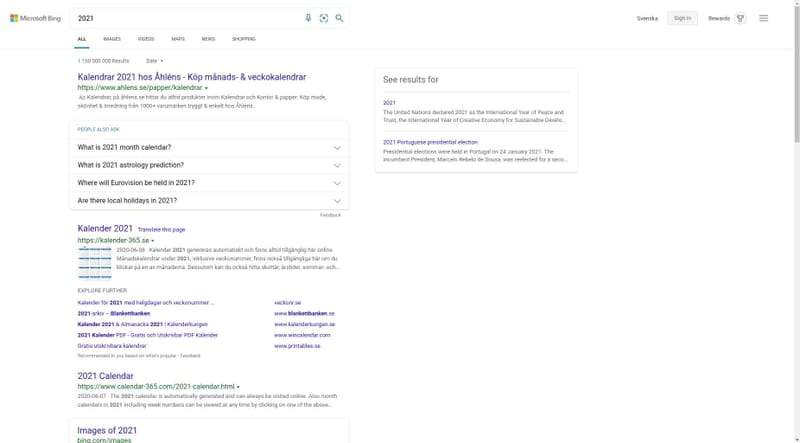 Microsoft Bing
2021
Svenska
Sign in
Rewards
ALL
IMAGES
VIDEOS
MAPS
NEWS
SHOPPING
1 150 000 000 Results
Date
Kalendrar 2021 hos Åhléns - Köp månads- & veckokalendrar
https://www.ahlens.se/papper/kalendrar
Ad Kalendrar, på åhlens.se hittar du alltid produkter inom Kalendrar och Kontor & papper. Köp mode,
skönhet & inredning från 1000+ varumärken tryggt & enkelt hos Åhléns.
PEOPLE ALSO ASK
What is 2021 month calendar?
What is 2021 astrology prediction?
Where will Eurovision be held in 2021?
Are there local holidays in 2021?
Feedback
Kalender 2021 Translate this page
https://kalender-365.se
2020-06-08 · Kalender 2021 genereras automatiskt och finns alltid tillgänglig här online.
Månadskalendrar under 2021, inklusive veckonummer, finns också tillgängliga här om du
klickar på en av månaderna. Dessutom kan du också hitta skottår, årstider, sommar- och...
EXPLORE FURTHER
Kalender för 2021 med helgdagar och veckonummer ...
veckonr.se
2021-arkiv – Blankettbanken
www.blankettbanken.se
Kalender 2021 & Almanacka 2021 | Kalenderkungen
www.kalenderkungen.se
2021 Kalender PDF - Gratis och Utskrivbar PDF Kalender
www.wincalendar.com
Gratis utskrivbara kalendrar
www.printables.se
Recommended to you based on what's popular • Feedback
2021 Calendar
https://www.calendar-365.com/2021-calendar.html
2020-06-07 · The 2021 calendar is automatically generated and can always be visited online. Also month
calendars in 2021 including week numbers can be viewed at any time by clicking on one of the above..
Images of 2021
bing.com/images
See results for
2021
The United Nations declared 2021 as the International Year of Peace and
Trust, the International Year of Creative Economy for Sustainable Develo...
2021 Portuguese presidential election
Presidential elections were held in Portugal on 24 January 2021. The
incumbent President, Marcelo Rebelo de Sousa, was reelected for a seco...